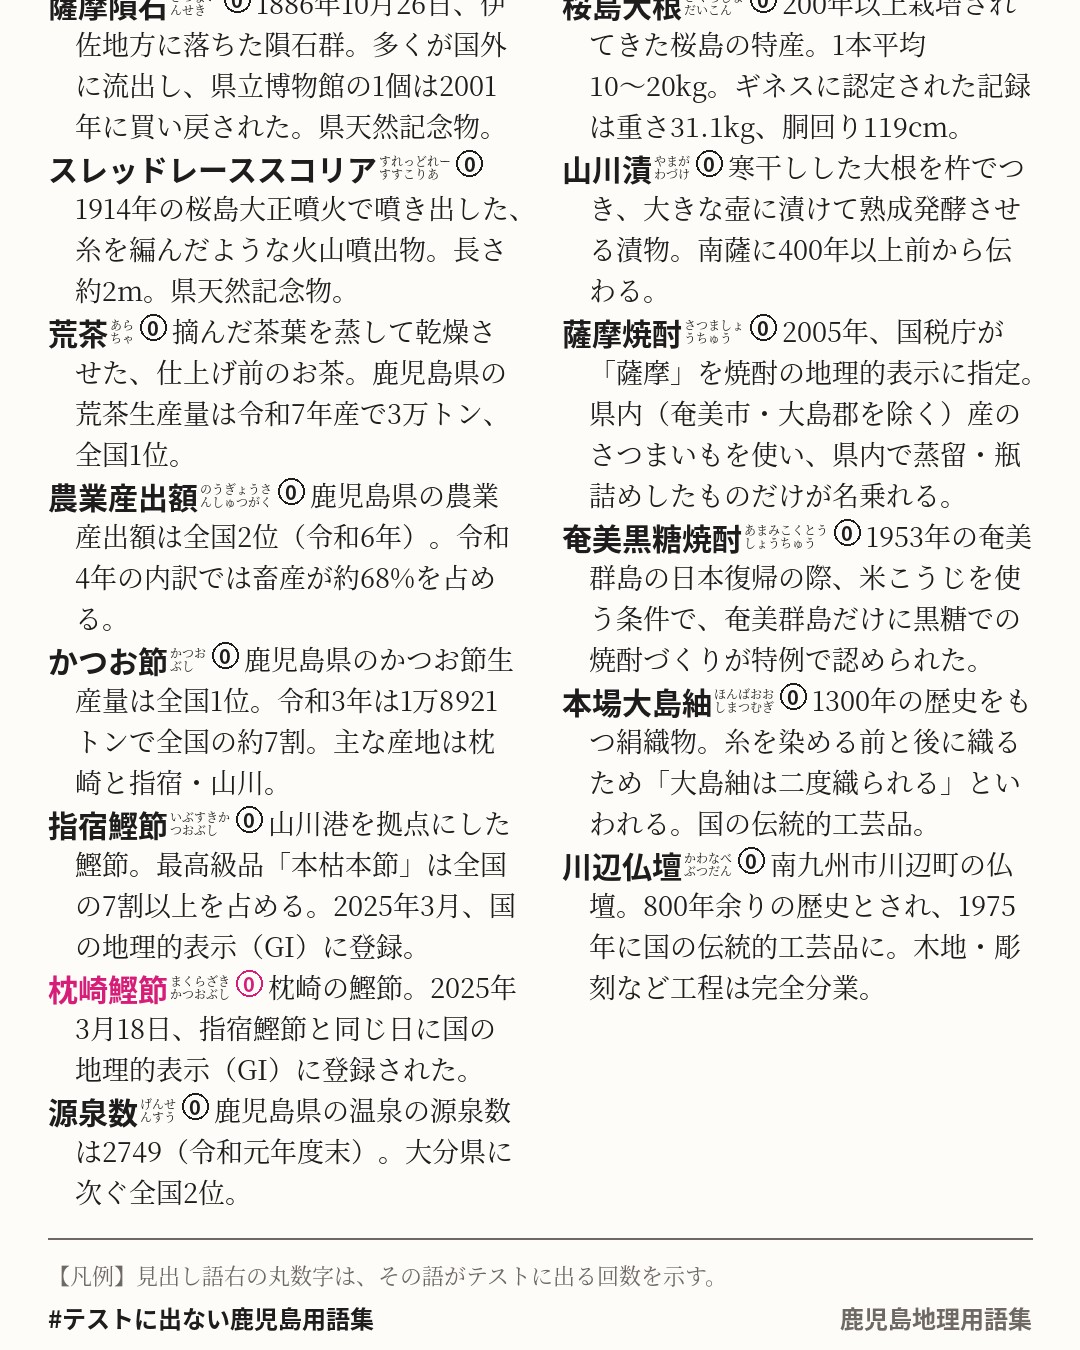 薩摩隕石 んせき 0 1886年10月26日、伊
佐地方に落ちた隕石群。多くが国外
に流出し、県立博物館の1個は2001
年に買い戻された。県天然記念物。
スレッドレーススコリア すれっどれー すすこりあ 0
1914年の桜島大正噴火で噴き出した、
糸を編んだような火山噴出物。長さ
約2m。県天然記念物。
荒茶 あら ちゃ 0 摘んだ茶葉を蒸して乾燥さ
せた、仕上げ前のお茶。鹿児島県の
荒茶生産量は令和7年産で3万トン、
全国1位。
農業産出額 のうぎょうさ んしゅつがく 0 鹿児島県の農業
産出額は全国2位（令和6年）。令和
4年の内訳では畜産が約68%を占め
る。
かつお節 かつお ぶし 0 鹿児島県のかつお節生
産量は全国1位。令和3年は1万8921
トンで全国の約7割。主な産地は枕
崎と指宿・山川。
指宿鰹節 いぶすきか つおぶし 0 山川港を拠点にした
鰹節。最高級品「本枯本節」は全国
の7割以上を占める。2025年3月、国
の地理的表示（GI）に登録。
枕崎鰹節 まくらざき かつおぶし 0 枕崎の鰹節。2025年
3月18日、指宿鰹節と同じ日に国の
地理的表示（GI）に登録された。
源泉数 げんせ んすう 0 鹿児島県の温泉の源泉数
は2749（令和元年度末）。大分県に
次ぐ全国2位。
桜島大根 だいこん 0 200年以上栽培され
てきた桜島の特産。1本平均
10〜20kg。ギネスに認定された記録
は重さ31.1kg、胴回り119cm。
山川漬 やまが わづけ 0 寒干しした大根を杵でつ
き、大きな壺に漬けて熟成発酵させ
る漬物。南薩に400年以上前から伝
わる。
薩摩焼酎 さつましょ うちゅう 0 2005年、国税庁が
「薩摩」を焼酎の地理的表示に指定。
県内（奄美市・大島郡を除く）産の
さつまいもを使い、県内で蒸留・瓶
詰めしたものだけが名乗れる。
奄美黒糖焼酎 あまみこくとう しょうちゅう 0 1953年の奄美
群島の日本復帰の際、米こうじを使
う条件で、奄美群島だけに黒糖での
焼酎づくりが特例で認められた。
本場大島紬 ほんばおお しまつむぎ 0 1300年の歴史をも
つ絹織物。糸を染める前と後に織る
ため「大島紬は二度織られる」とい
われる。国の伝統的工芸品。
川辺仏壇 かわなべ ぶつだん 0 南九州市川辺町の仏
壇。800年余りの歴史とされ、1975
年に国の伝統的工芸品に。木地・彫
刻など工程は完全分業。
【凡例】見出し語右の丸数字は、その語がテストに出る回数を示す。
#テストに出ない鹿児島用語集
鹿児島地理用語集